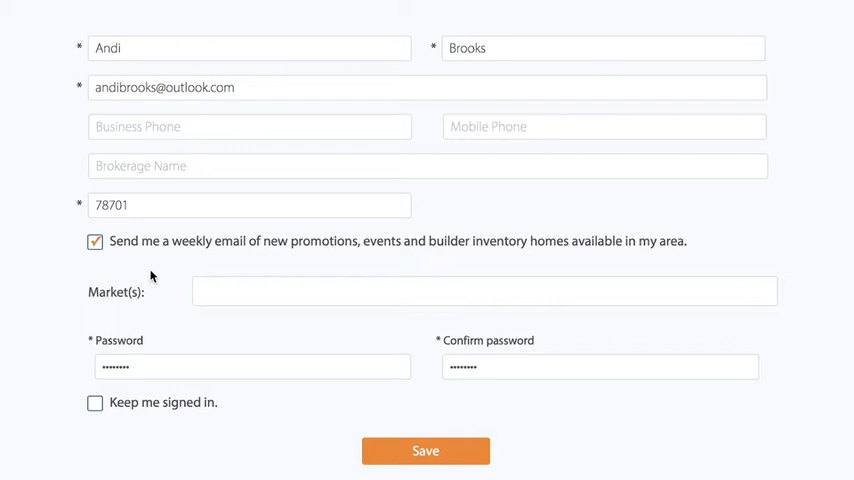 * Andi * Brooks
* andibrooks@outlook.com
Business Phone Mobile Phone
Brokerage Name
* 78701
Send me a weekly email of new promotions, events and builder inventory homes available in my area.
Market(s):
* Password * Confirm password
•••••••• ••••••••
Keep me signed in.
Save